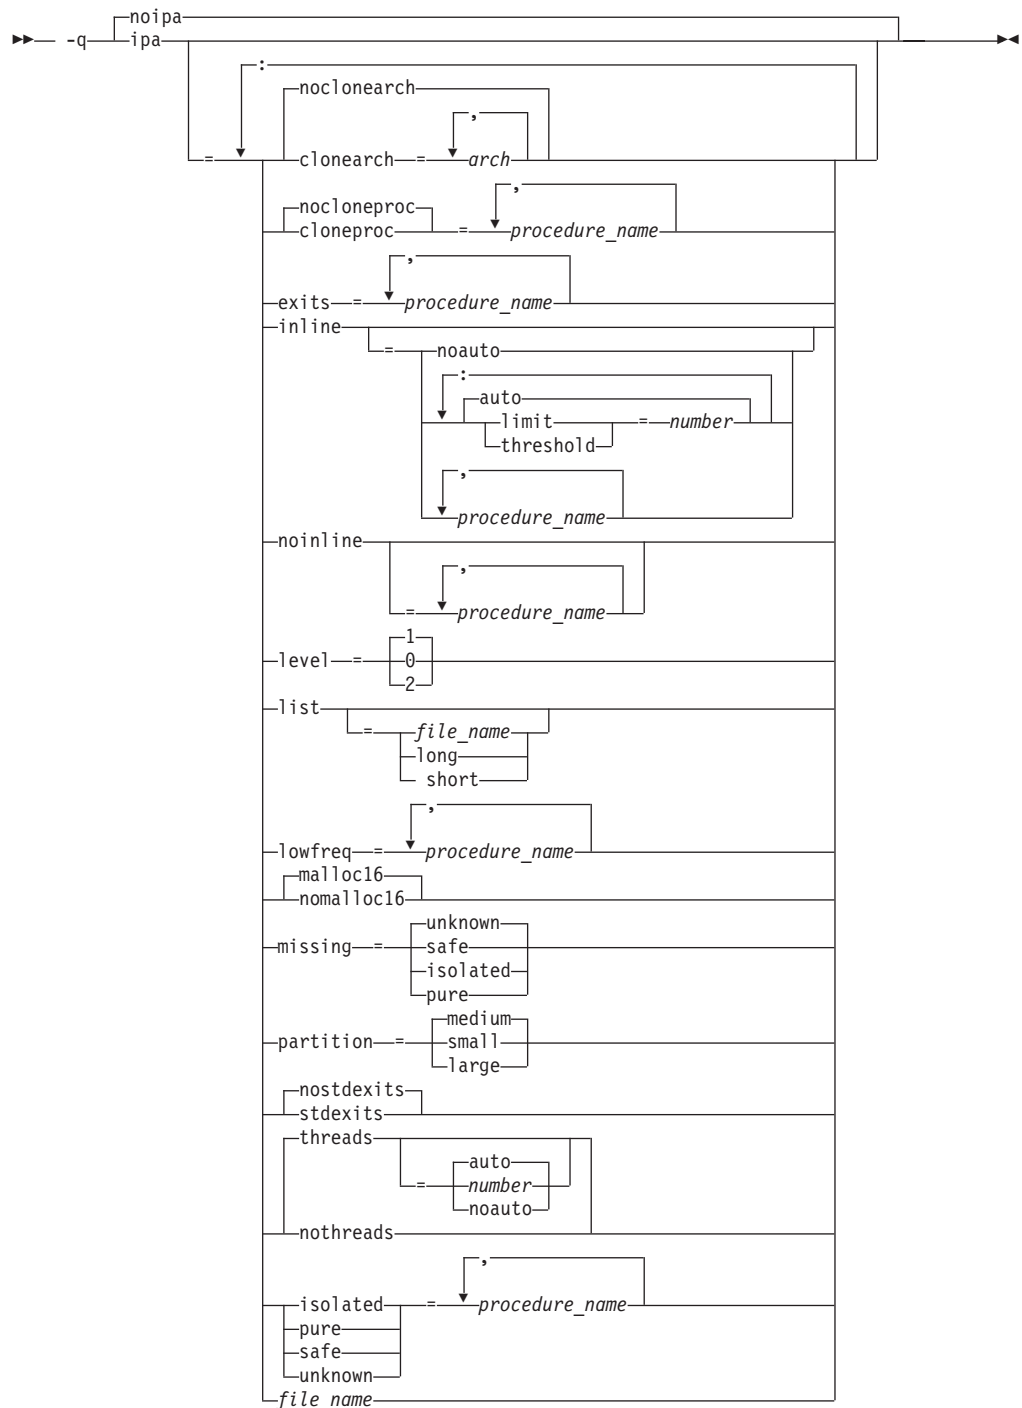 noipa
-q ipa
:
noclonearch
,
= clonearch = arch
,
nocloneproc
cloneproc = procedure_name
,
exits = procedure_name
inline
= noauto
:
auto
limit = number
threshold
,
procedure_name
noinline
,
= procedure_name
1
level = 0
2
list
= file_name
long
short
,
lowfreq = procedure_name
malloc16
nomalloc16
unknown
missing = safe
isolated
pure
medium
partition = small
large
nostdexits
stdexits
threads
auto
= number
noauto
nothreads
,
isolated = procedure_name
pure
safe
unknown
file_name